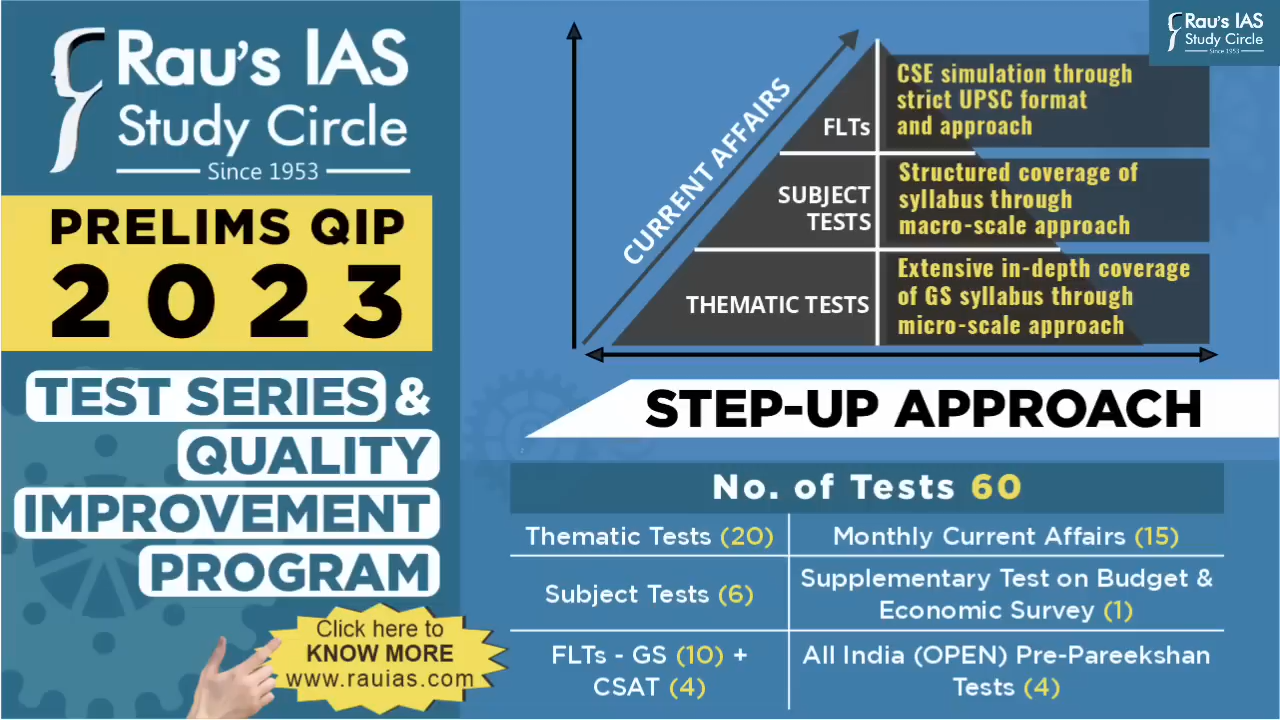 Rau's IAS
Study Circle
Since 1953
PRELIMS QIP
2023
TEST SERIES &
QUALITY
IMPROVEMENT
PROGRAM
Click here to
KNOW MORE
www.rauias.com
Rau's IAS
Study Circle
Since 1953
CURRENT AFFAIRS
FLTs
CSE simulation through
strict UPSC format
and approach
SUBJECT
TESTS
Structured coverage of
syllabus through
macro-scale approach
THEMATIC TESTS
Extensive in-depth coverage
of GS syllabus through
micro-scale approach
STEP-UP APPROACH
No. of Tests 60
Thematic Tests (20)
Monthly Current Affairs (15)
Subject Tests (6)
Supplementary Test on Budget &
Economic Survey (1)
FLTs - GS (10) +
CSAT (4)
All India (OPEN) Pre-Pareekshan
Tests (4)